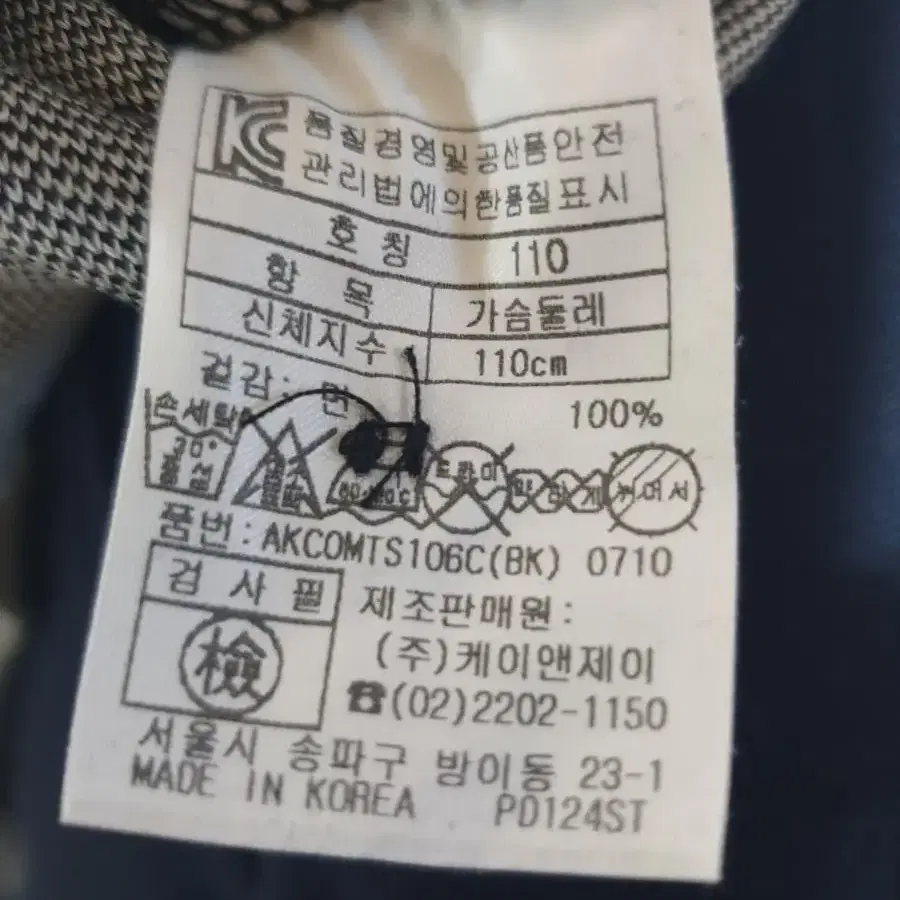 KC 품질경영및공산품안전
관리법에의한품질표시
호 칭 110
항 목 가슴둘레
신체지수 110cm
겉감: 면 100%
손세탁
30°
중성
드라이
품번: AKCOMTS106C(BK) 0710
검 사 필
檢
제조판매원:
(주)케이앤제이
☎(02)2202-1150
서울시 송파구 방이동 23-1
MADE IN KOREA PD124ST